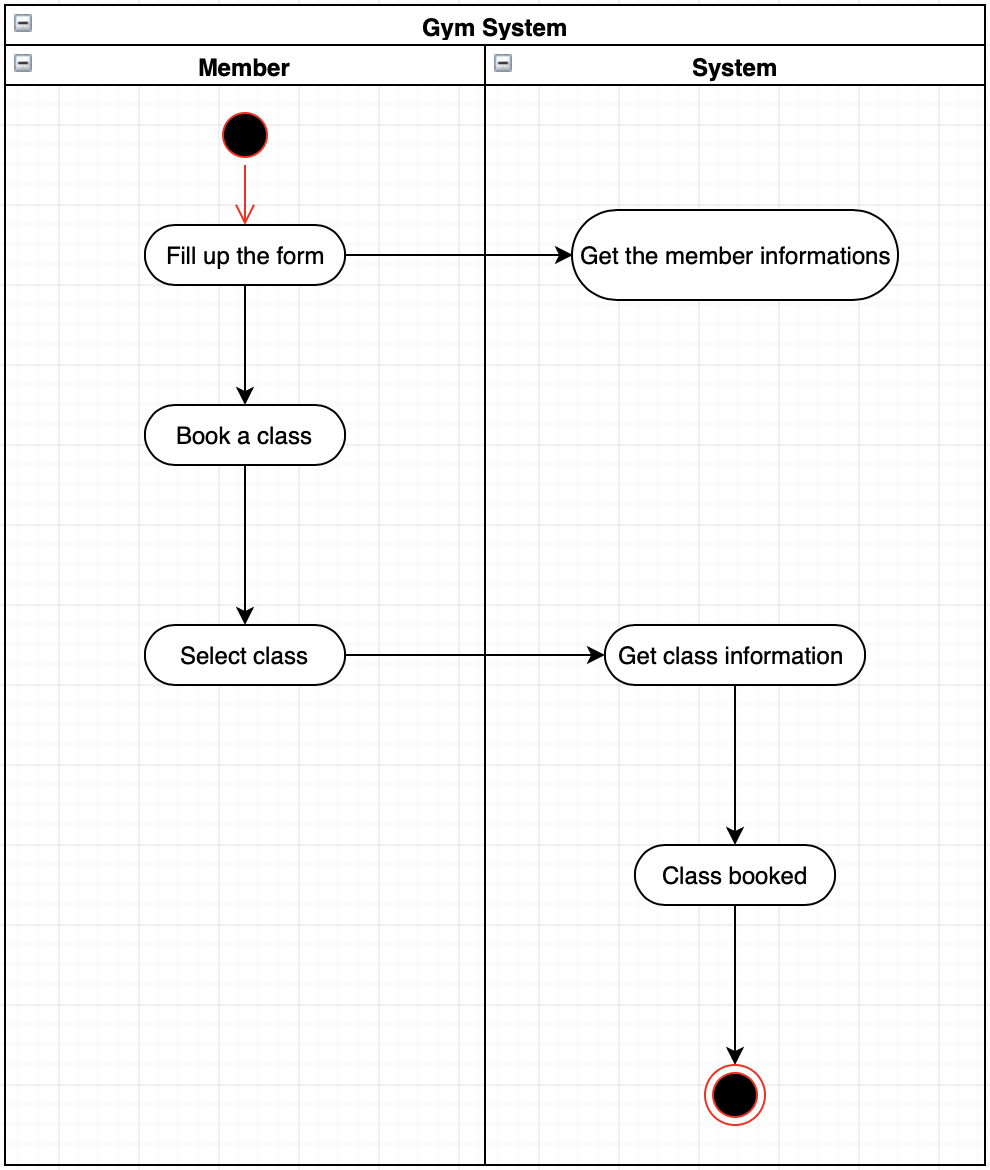 Gym System
Member
System
Fill up the form
Get the member informations
Book a class
Select class
Get class information
Class booked